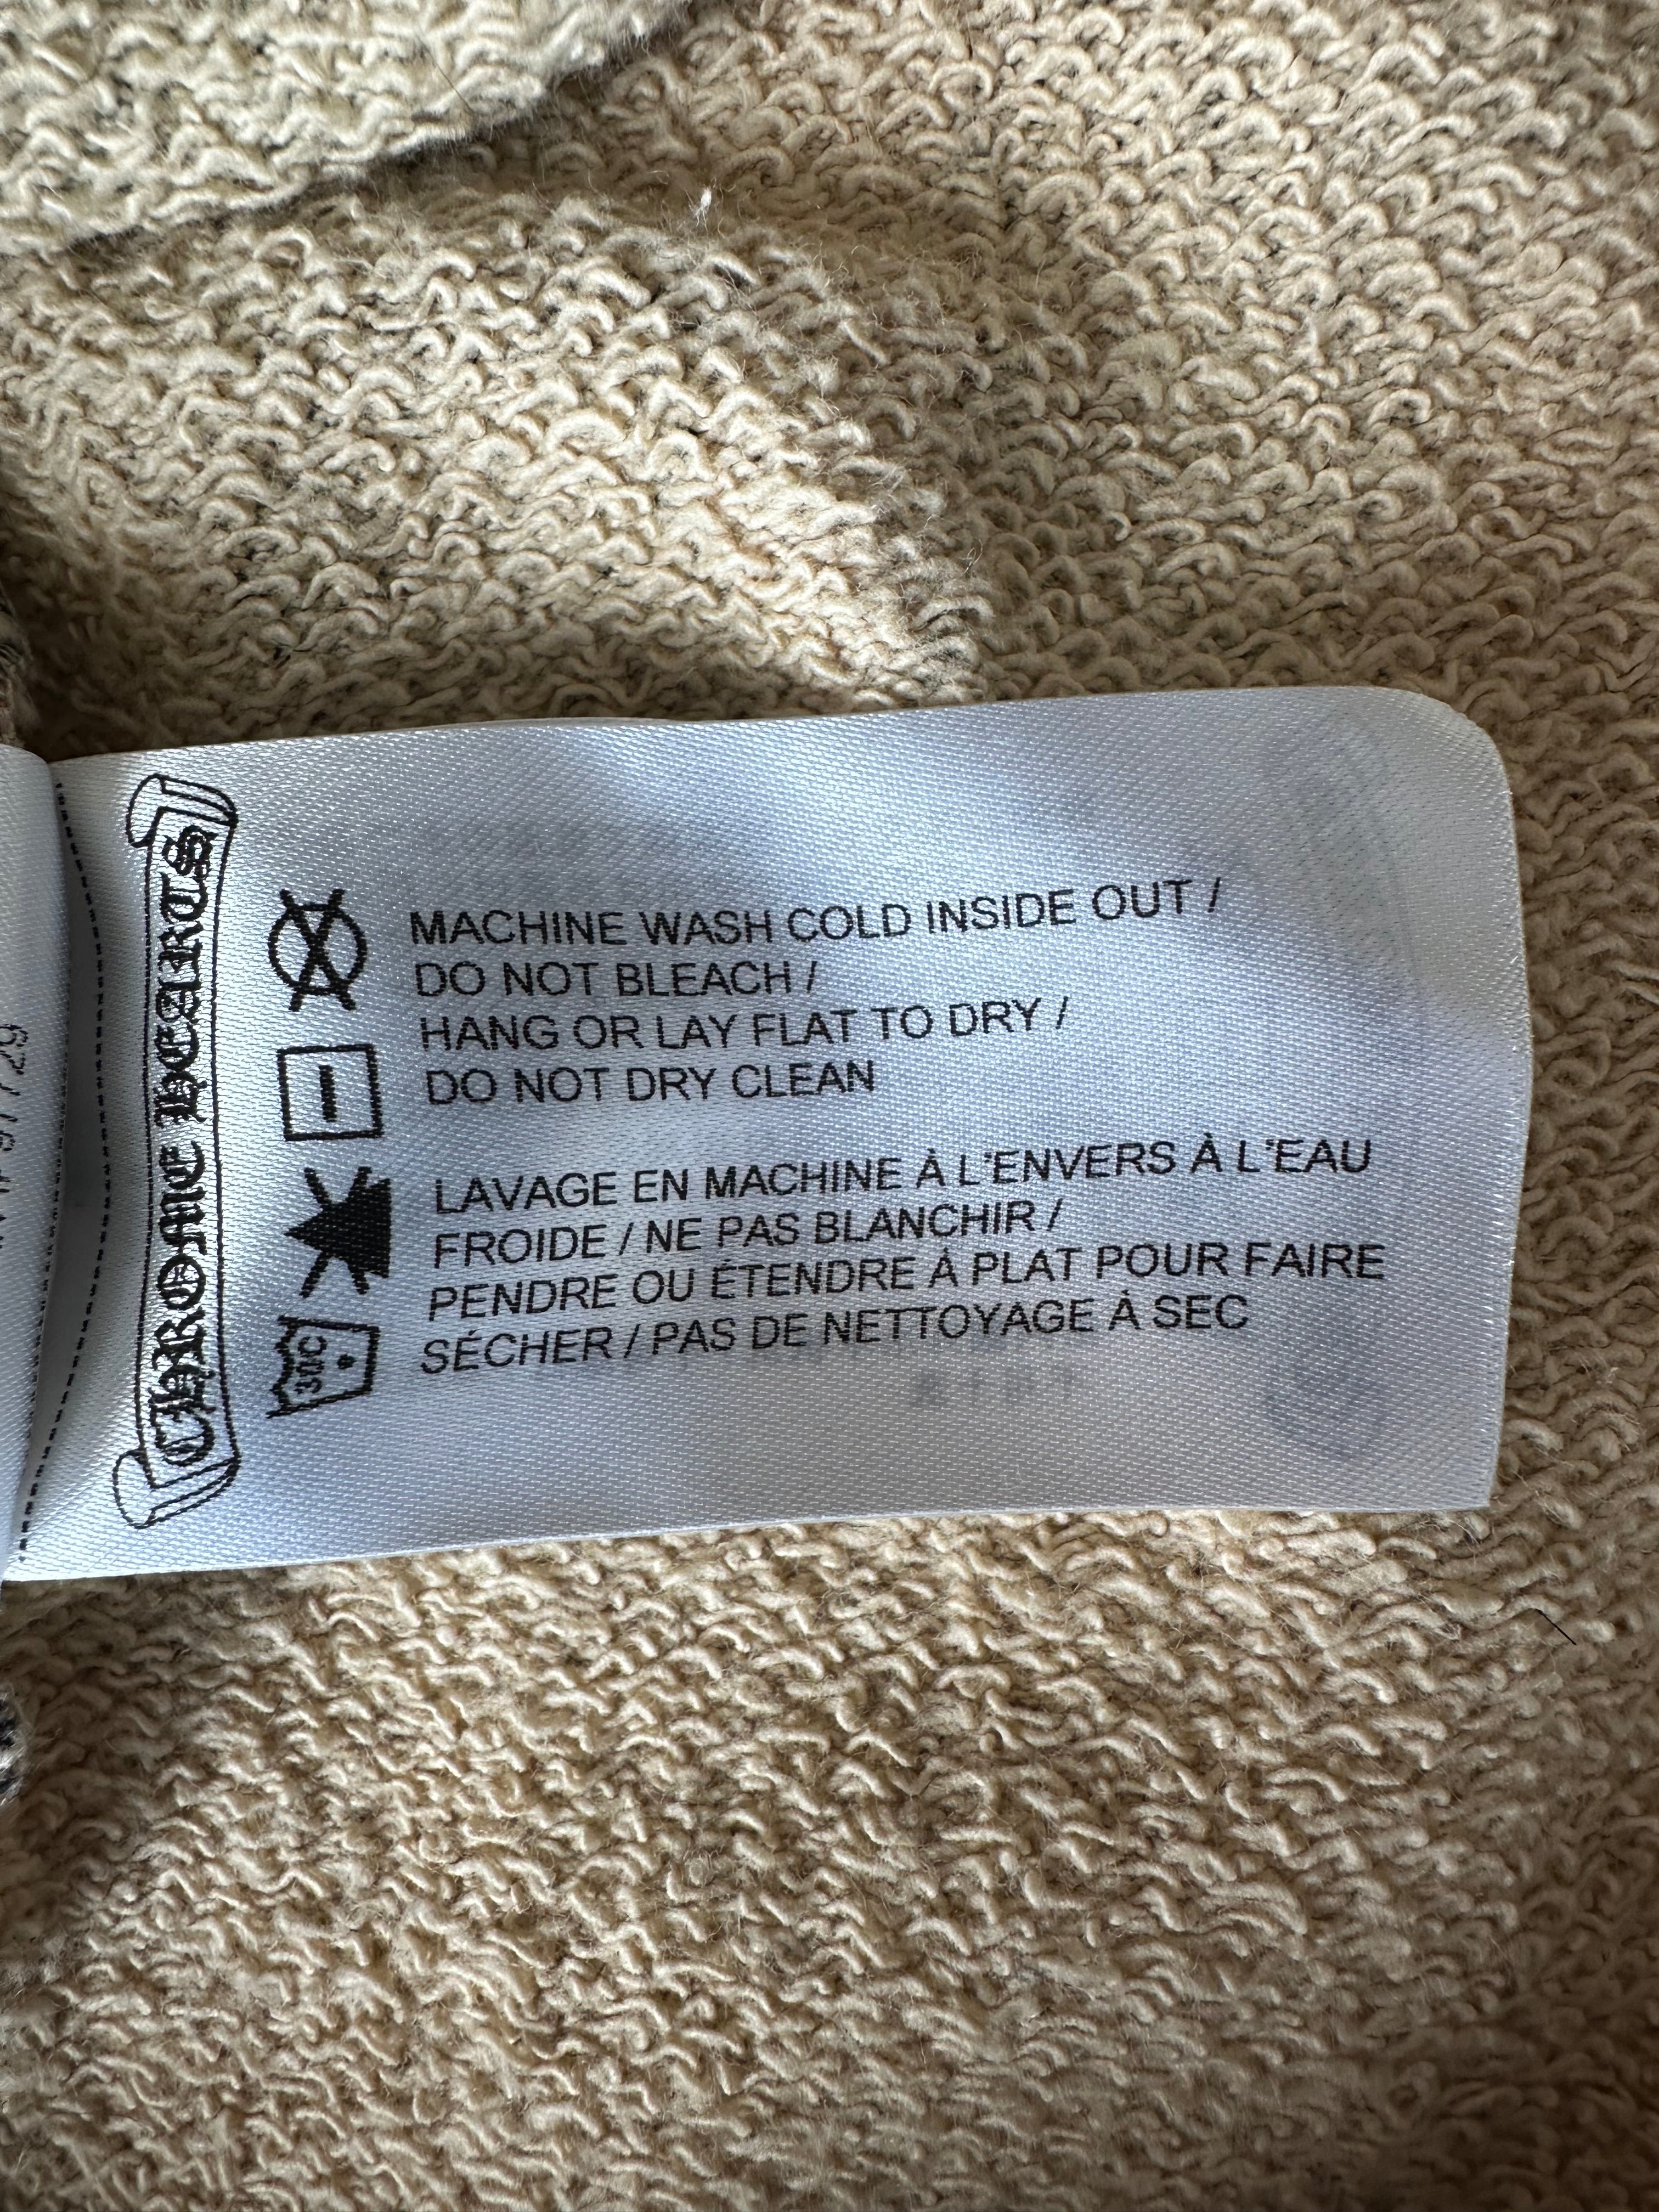 CHROME HEARTS
MACHINE WASH COLD INSIDE OUT /
DO NOT BLEACH /
HANG OR LAY FLAT TO DRY /
DO NOT DRY CLEAN
LAVAGE EN MACHINE À L'ENVERS À L'EAU
FROIDE / NE PAS BLANCHIR /
PENDRE OU ÉTENDRE À PLAT POUR FAIRE
SÉCHER / PAS DE NETTOYAGE À SEC
30C